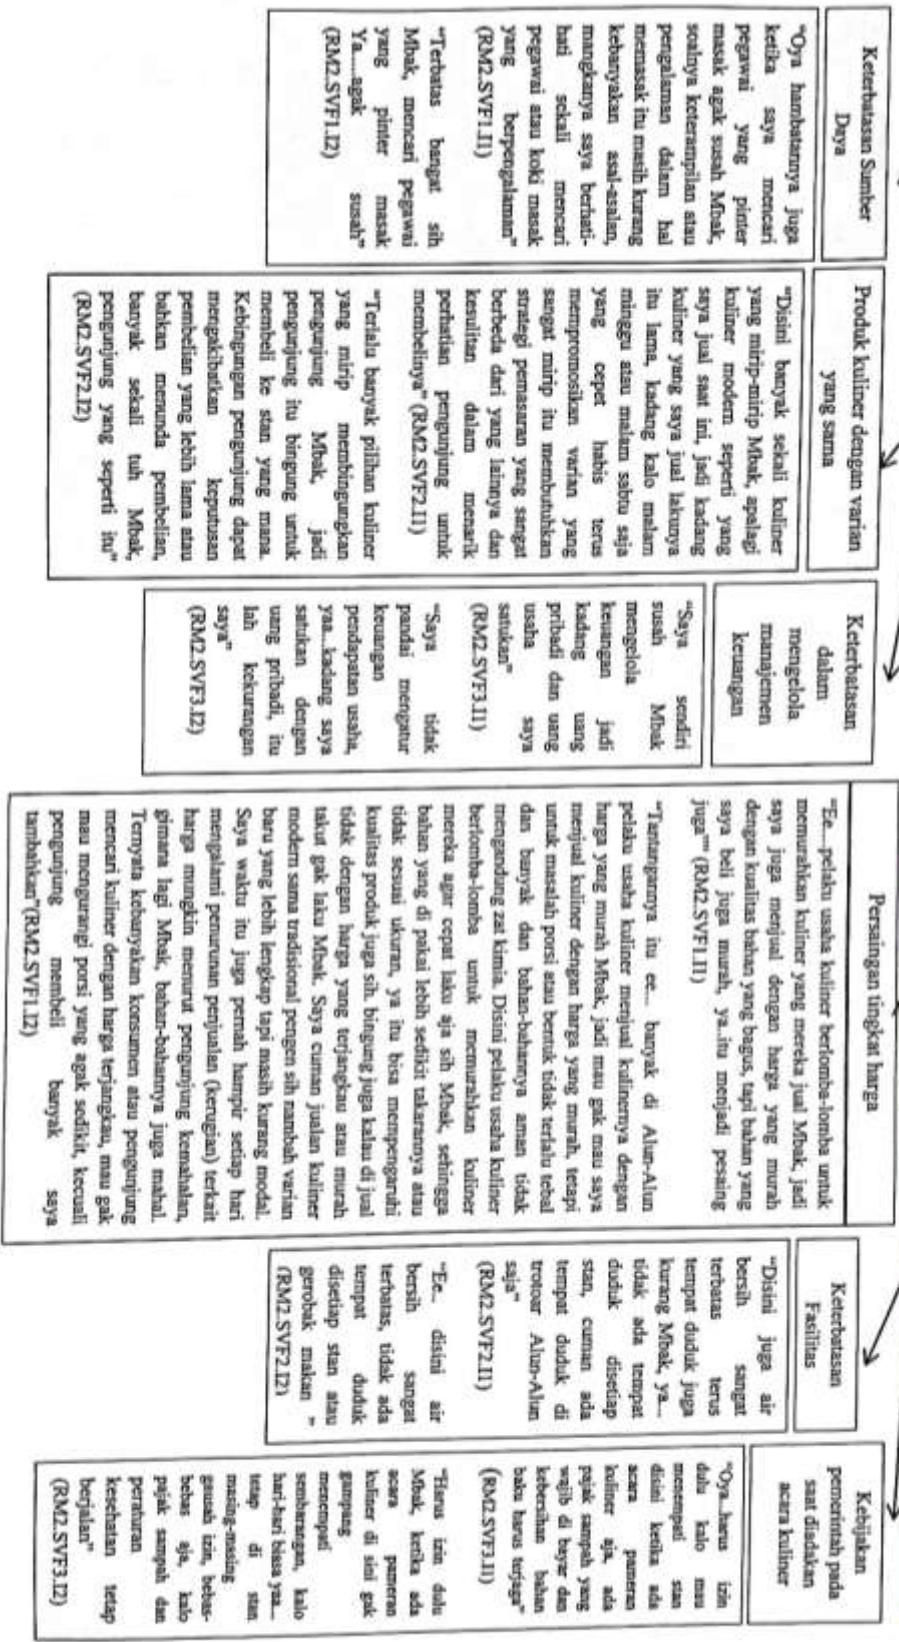 Keterbatasan Sumber
Daya
"Oya hambatannya juga
ketika saya mencari
pegawai yang pinter
masak agak susah Mbak,
soalnya keterampilan atau
pengalaman dalam hal
memasak itu masih kurang
kebanyakan asal-asalan,
mangkanya saya berhati-
hati sekali mencari
pegawai atau koki masak
yang berpengalaman"
(RM2.SVF1.I1)
"Terbatas bangat sih
Mbak, mencari pegawai
yang pinter masak
Ya.....agak susah"
(RM2.SVF1.I2)
Produk kuliner dengan varian
yang sama
"Disini banyak sekali kuliner
yang mirip-mirip Mbak, apalagi
kuliner modern seperti yang
saya jual saat ini, jadi kadang
kuliner yang saya jual lakunya
itu lama, kadang kalo malam
minggu atau malam sabtu saja
yang cepet habis terus
mempromosikan varian yang
sangat mirip itu membutuhkan
strategi pemasaran yang sangat
berbeda dari yang lainnya dan
kesulitan dalam menarik
perhatian pengunjung untuk
membelinya" (RM2.SVF2.I1)
"Terlalu banyak pilihan kuliner
yang mirip membingungkan
pengunjung Mbak, jadi
pengunjung itu bingung untuk
membeli ke stan yang mana.
Kebingungan pengunjung dapat
mengakibatkan keputusan
pembelian yang lebih lama atau
bahkan menunda pembelian,
banyak sekali tuh Mbak,
pengunjung yang seperti itu"
(RM2.SVF2.I2)
Keterbatasan
dalam
mengelola
manajemen
keuangan
"Saya sendiri
susah Mbak
mengelola
keuangan jadi
kadang uang
pribadi dan uang
usaha saya
satukan"
(RM2.SVF3.I1)
"Saya tidak
pandai mengatur
keuangan
pendapatan usaha,
yaa...kadang saya
satukan dengan
uang pribadi, itu
lah kekurangan
saya"
(RM2.SVF3.I2)
Persaingan tingkat harga
"Ee.... pelaku usaha kuliner berlomba-lomba untuk
memurahkan kuliner yang mereka jual Mbak, jadi
saya juga menjual dengan harga yang murah
dengan kualitas bahan yang bagus, tapi bahan yang
saya beli juga murah, ya..itu menjadi pesaing
juga"" (RM2.SVF1.I1)
"Tantangannya itu ee.... banyak di Alun-Alun
pelaku usaha kuliner menjual kulinernya dengan
harga yang murah Mbak, jadi mau gak mau saya
menjual kuliner dengan harga yang murah, tetapi
untuk masalah porsi atau bentuk tidak terlalu tebal
dan banyak dan bahan-bahannya aman tidak
mengandung zat kimia. Disini pelaku usaha kuliner
berlomba-lomba untuk memurahkan kuliner
mereka agar cepat laku aja sih Mbak, sehingga
bahan yang di pakai lebih sedikit takarannya atau
tidak sesuai ukuran, ya itu bisa mempengaruhi
kualitas produk juga sih. bingung juga kalau di jual
tidak dengan harga yang terjangkau atau murah
takut gak laku Mbak. Saya cuman jualan kuliner
modern sama tradisional pengen sih nambah varian
baru yang lebih lengkap tapi masih kurang modal.
Saya waktu itu juga pernah hampir setiap hari
mengalami penurunan penjualan (kerugian) terkait
harga mungkin menurut pengunjung kemahalan,
gimana lagi Mbak, bahan-bahannya juga mahal.
Ternyata kebanyakan konsumen atau pengunjung
mencari kuliner dengan harga terjangkau, mau gak
mau mengurangi porsi yang agak sedikit, kecuali
pengunjung membeli banyak saya
tambahkan"(RM2.SVF1.I2)
Keterbatasan
Fasilitas
"Disini juga air
bersih sangat
terbatas terus
tempat duduk juga
kurang Mbak, ya....
tidak ada tempat
duduk disetiap
stan, cuman ada
tempat duduk di
trotoar Alun-Alun
saja"
(RM2.SVF2.I1)
"Ee... disini air
bersih sangat
terbatas, tidak ada
tempat duduk
disetiap stan atau
gerobak makan "
(RM2.SVF2.I2)
Kebijakan
pemerintah pada
saat diadakan
acara kuliner
"Oya...harus izin
dulu kalo mau
menempati stan
disini ketika ada
acara pameran
kuliner aja, ada
pajak sampah yang
wajib di bayar dan
kebersihan bahan
baku harus terjaga"
(RM2.SVF3.I1)
"Harus izin dulu
Mbak, ketika ada
acara pameran
kuliner di sini gak
gampang
menempati
sembarangan, kalo
hari-hari biasa yaa...
tetap di stan
masing-masing
gausah izin, bebas-
bebas aja, kalo
pajak sampah dan
peraturan
kesehatan tetap
berjalan"
(RM2.SVF3.I2)